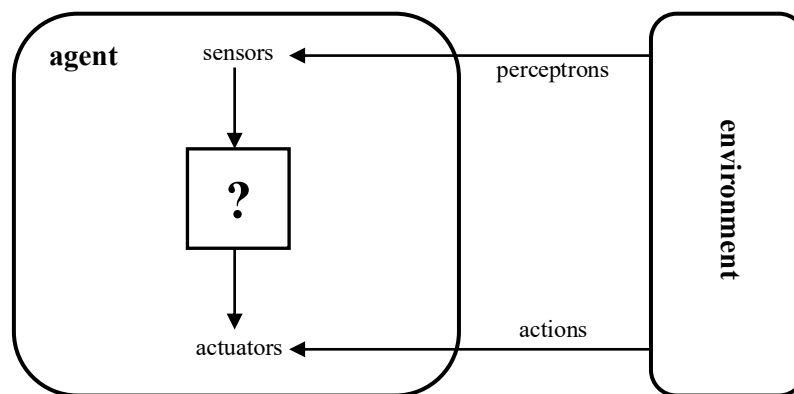 agent
sensors
perceptrons
environment
?
actions
actuators